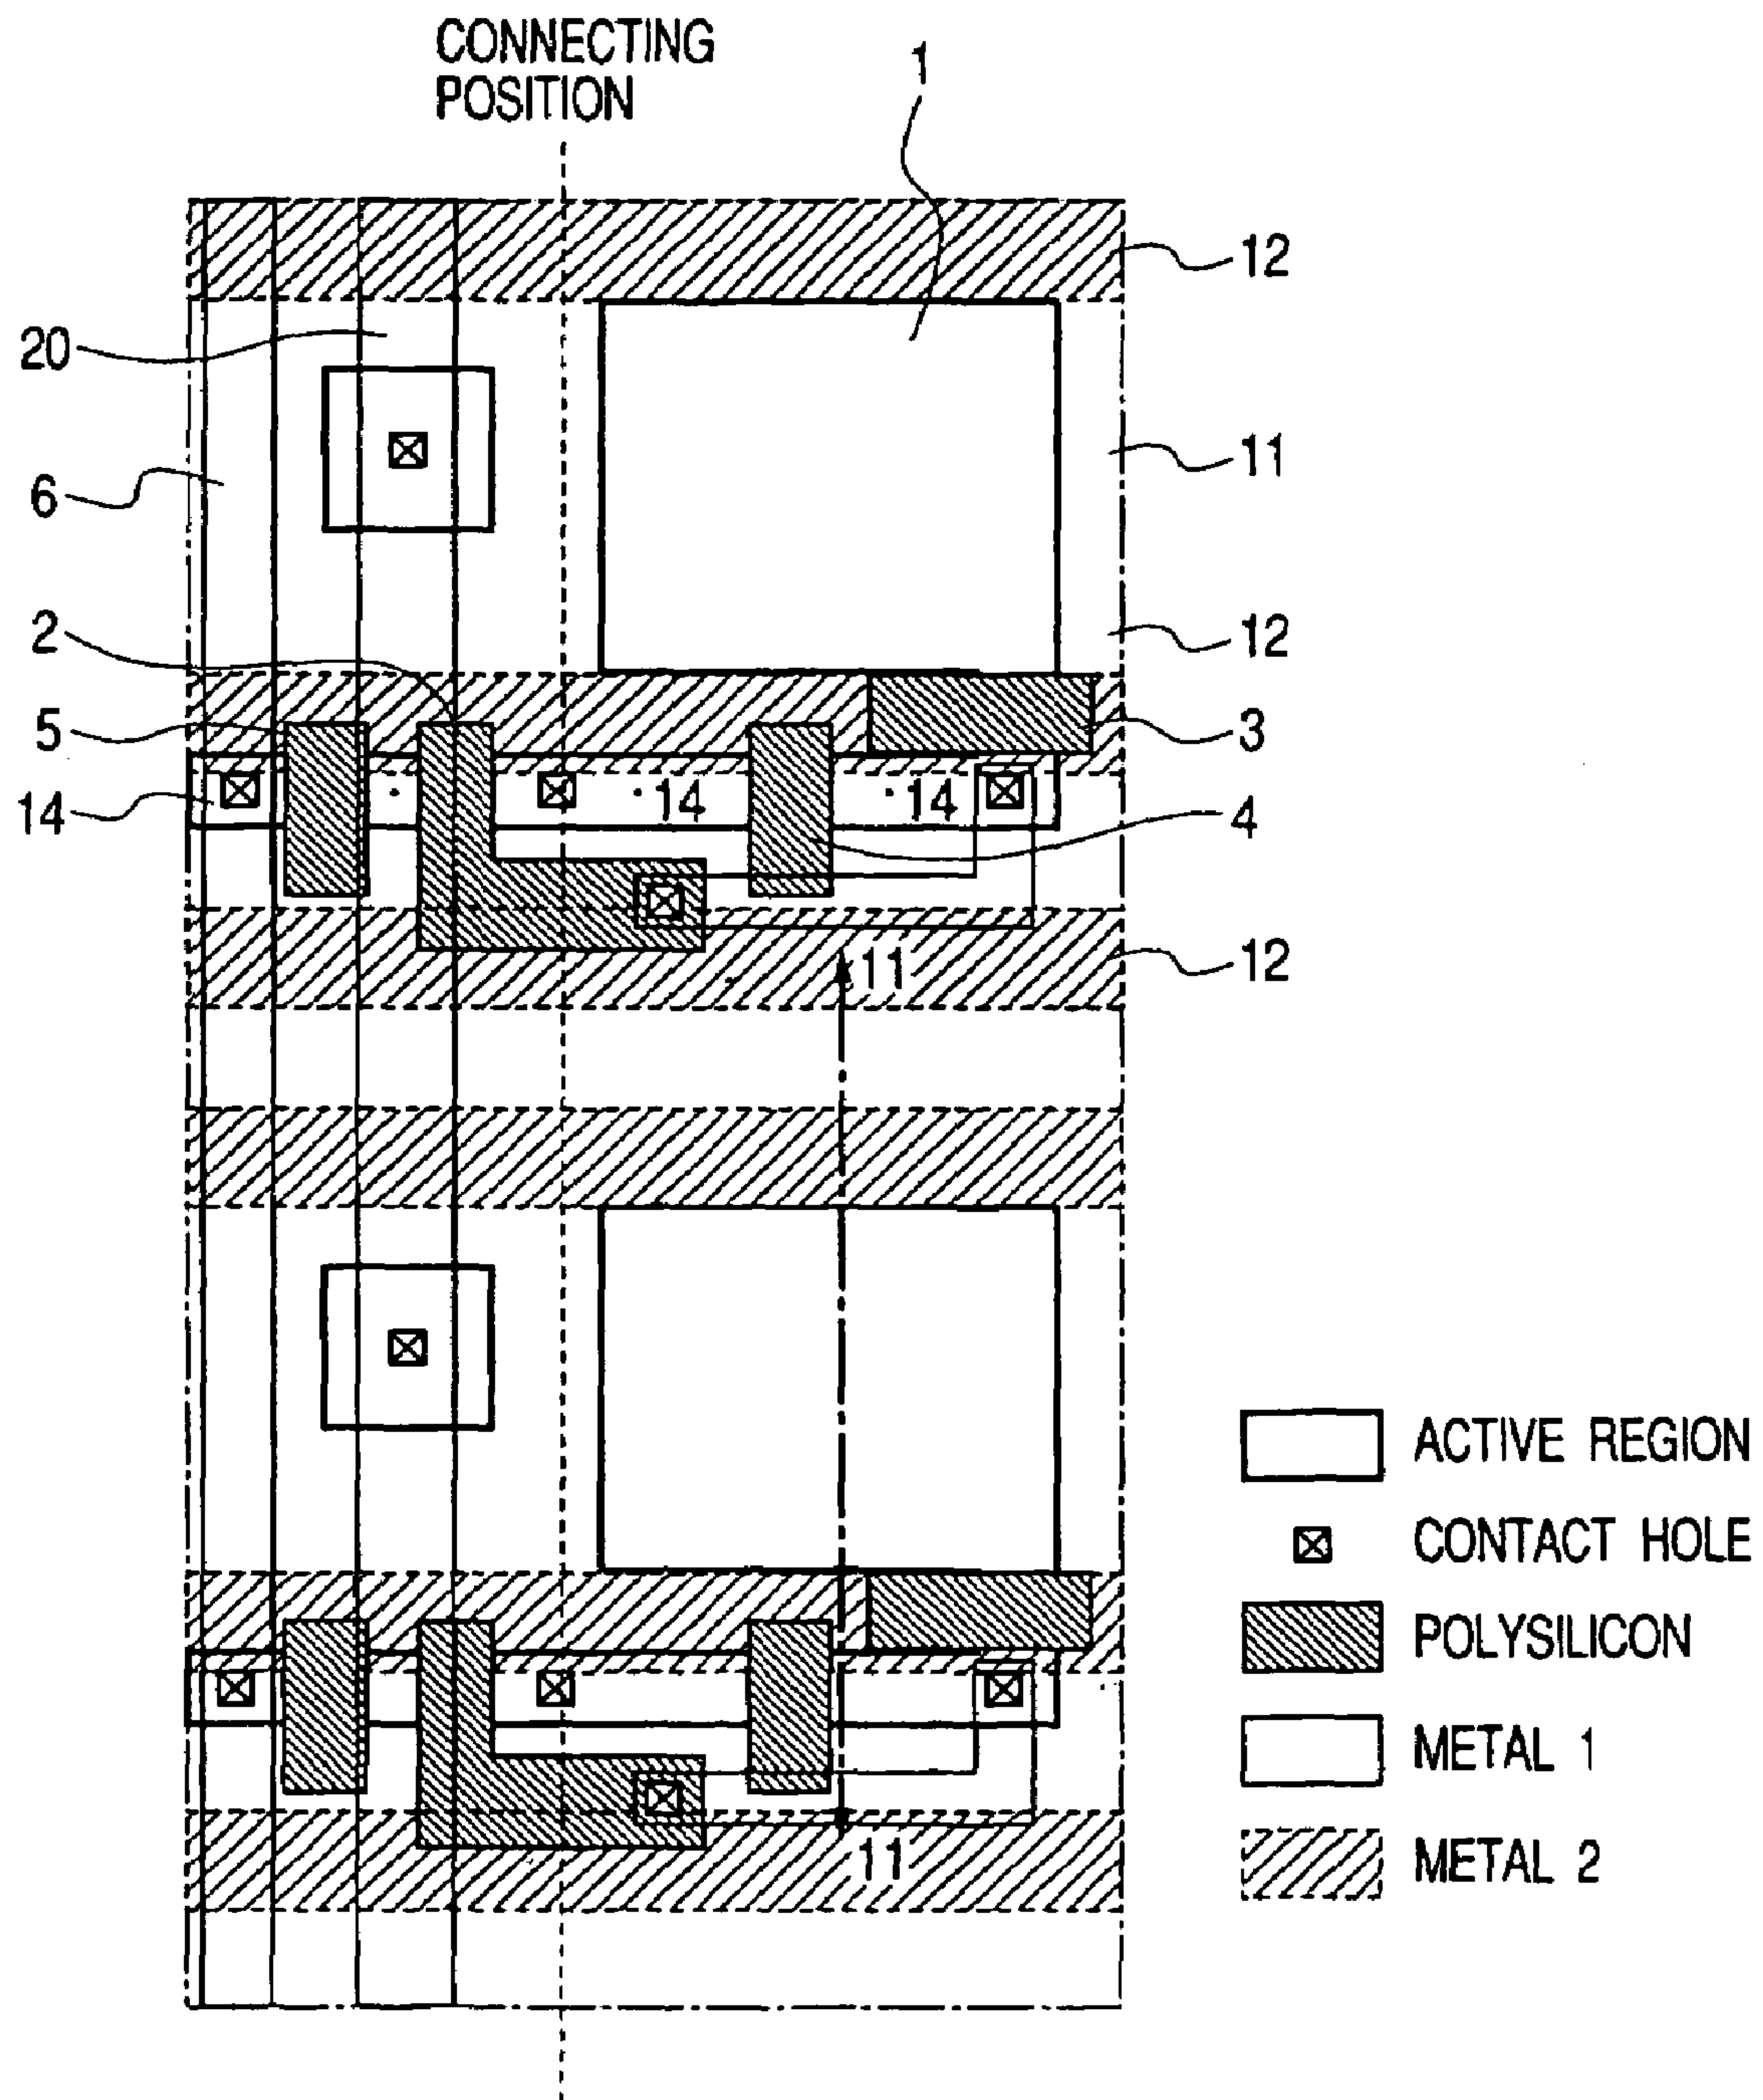 CONNECTING
POSITION
1
12
20
11
6
2
12
5
3
14
14
14
4
11
12
11
ACTIVE REGION
CONTACT HOLE
POLYSILICON
METAL 1
METAL 2